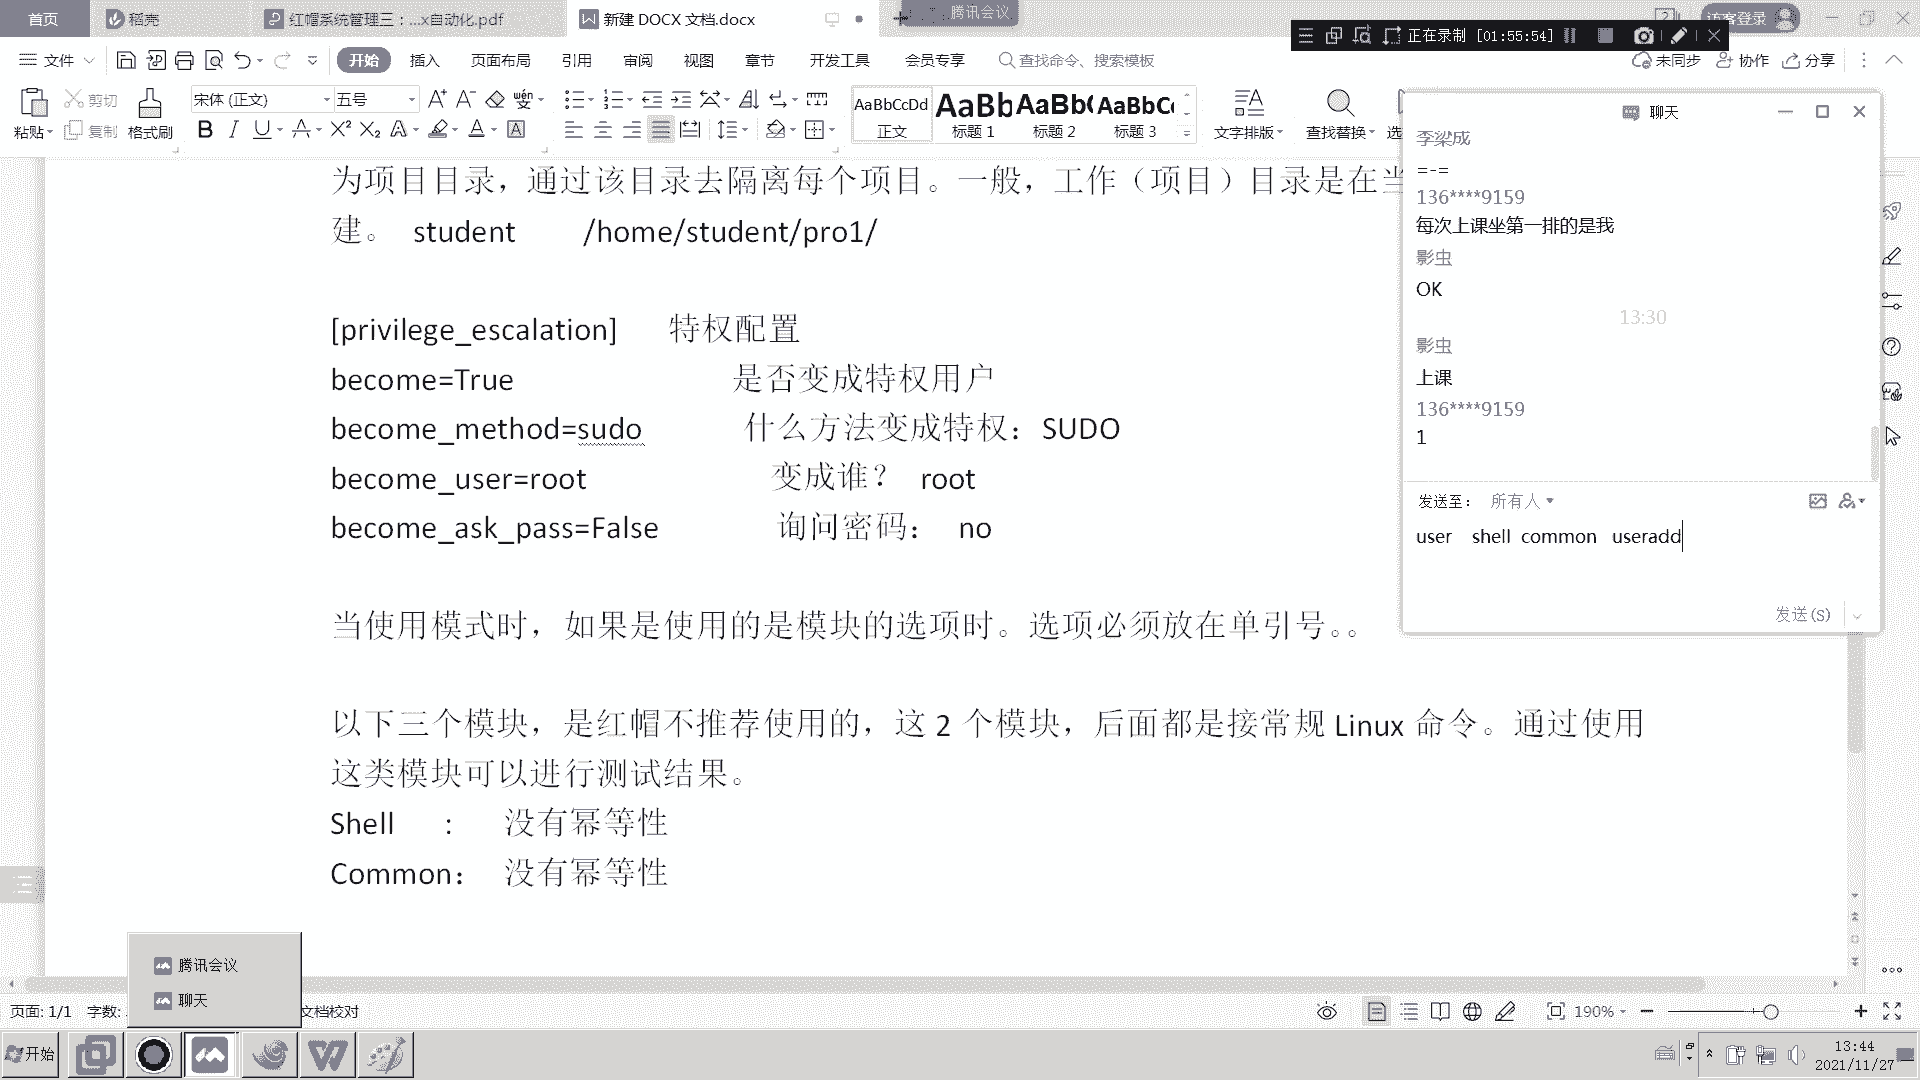 首页 稻壳 红帽系统管理三：...x自动化.pdf 新建 DOCX 文档.docx 腾讯会议 访客登录
正在录制 [01:55:54]
文件 开始 插入 页面布局 引用 审阅 视图 章节 开发工具 会员专享 查找命令、搜索模板 未同步 协作 分享
粘贴 剪切 复制 格式刷 宋体 (正文) 五号
AaBbCcDd AaBb AaBb( AaBbC
正文 标题 1 标题 2 标题 3 文字排版 查找替换 选
为项目目录，通过该目录去隔离每个项目。一般，工作（项目）目录是在当
建。 student /home/student/pro1/
[privilege_escalation] 特权配置
become=True 是否变成特权用户
become_method=sudo 什么方法变成特权：SUDO
become_user=root 变成谁？ root
become_ask_pass=False 询问密码： no
当使用模式时，如果是使用的是模块的选项时。选项必须放在单引号。。
以下三个模块，是红帽不推荐使用的，这 2 个模块，后面都是接常规 Linux 命令。通过使用
这类模块可以进行测试结果。
Shell : 没有幂等性
Common： 没有幂等性
聊天
李梁成
=-=
136****9159
每次上课坐第一排的是我
影虫
OK
13:30
影虫
上课
136****9159
1
发送至： 所有人
user shell common useradd
发送(S)
腾讯会议
聊天
页面: 1/1 字数: 文档校对 190%
开始 13:44
2021/11/27